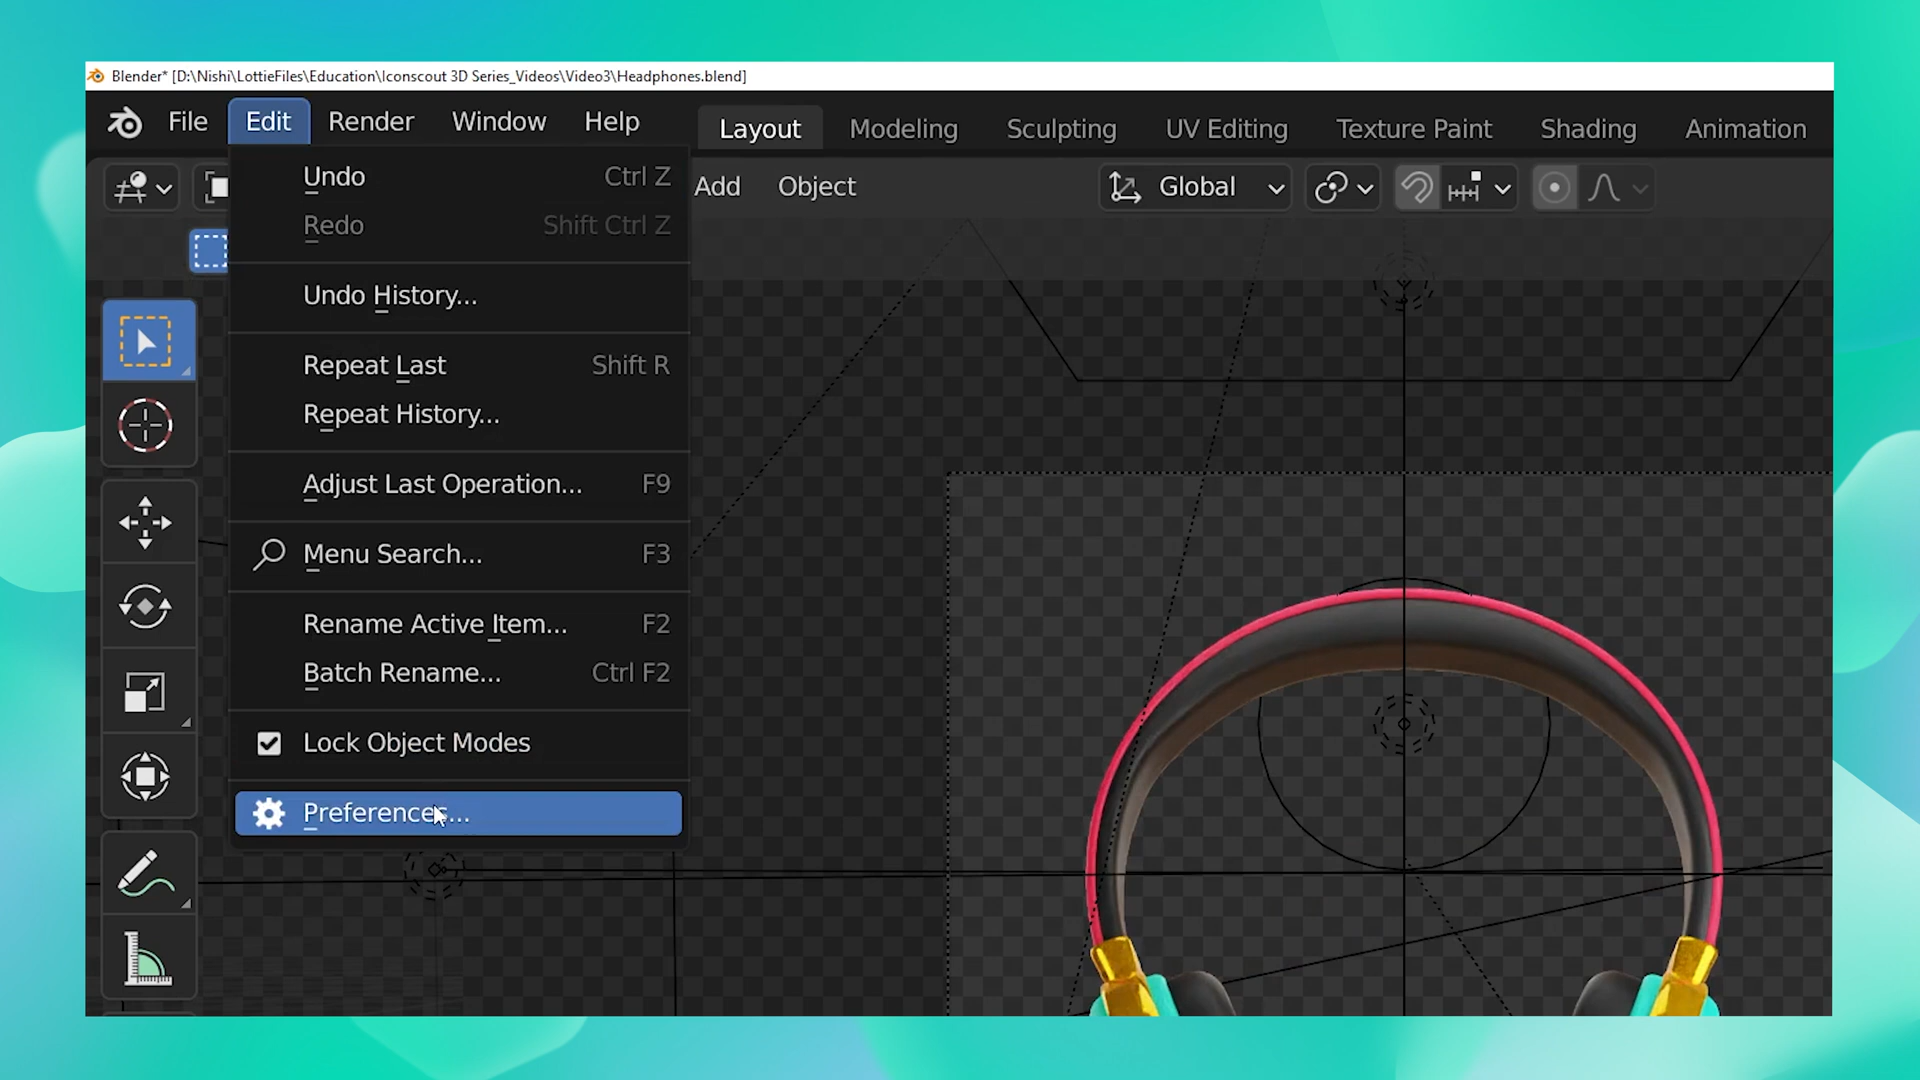 Blender* [D:\Nishi\LottieFiles\Education\Iconscout 3D Series_Videos\Video3\Headphones.blend]
File Edit Render Window Help Layout Modeling Sculpting UV Editing Texture Paint Shading Animation
Add Object Global
Undo Ctrl Z
Redo Shift Ctrl Z
Undo History...
Repeat Last Shift R
Repeat History...
Adjust Last Operation... F9
Menu Search... F3
Rename Active Item... F2
Batch Rename... Ctrl F2
Lock Object Modes
Preferences...